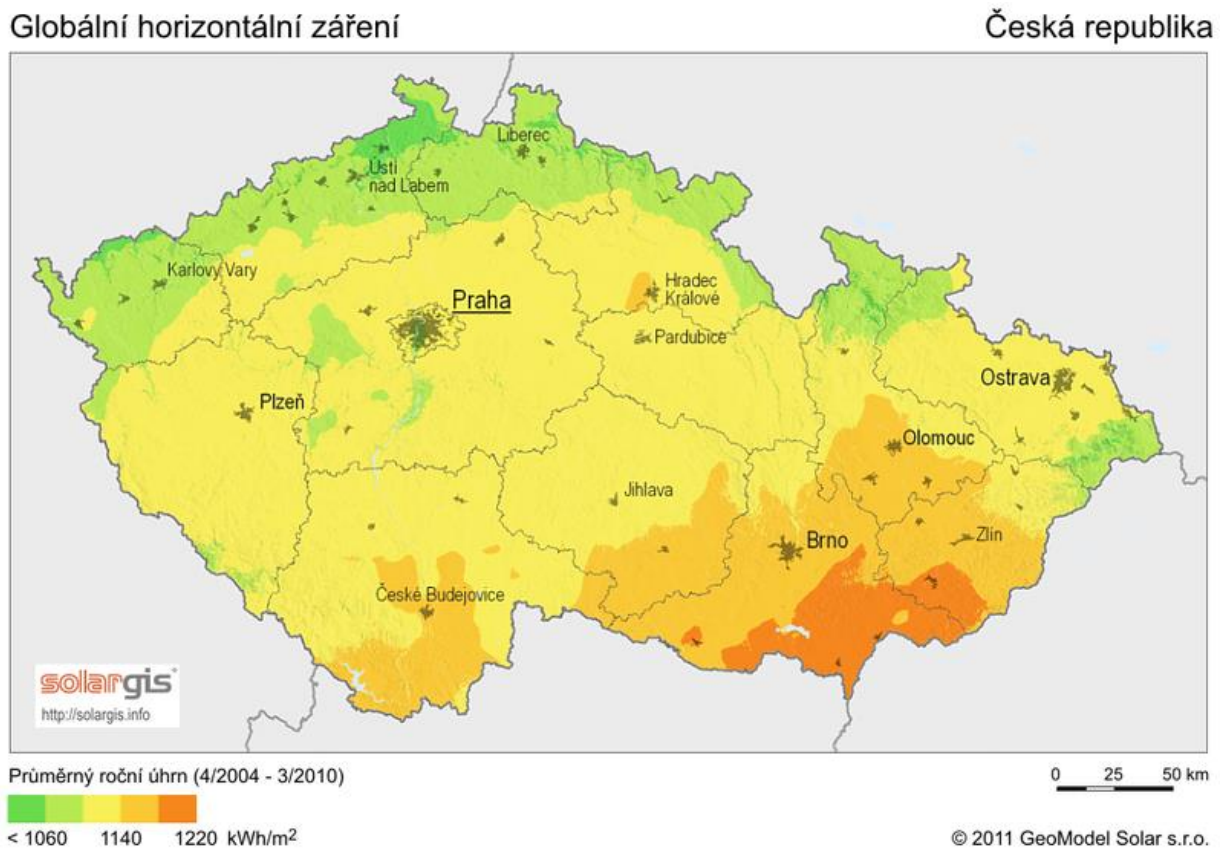 Globální horizontální záření
Česká republika
Liberec
Ústí
nad Labem
Karlovy Vary
Praha
Hradec
Králové
Pardubice
Plzeň
Ostrava
Olomouc
Jihlava
Brno
Zlín
České Budejovice
solargis
http://solargis.info
Průměrný roční úhrn (4/2004 - 3/2010)
0 25 50 km
< 1060 1140 1220 kWh/m²
© 2011 GeoModel Solar s.r.o.